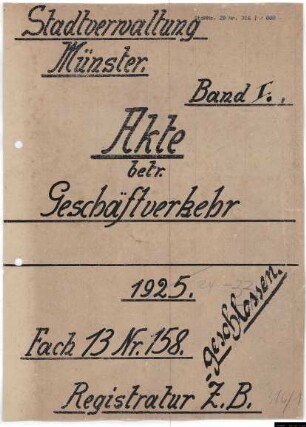 Stadtverwaltung
Münster.
Band I.
Akte
betr.
Geschäftverkehr
1925.
geschlossen.
Fach 13 Nr. 158.
Registratur Z.B.